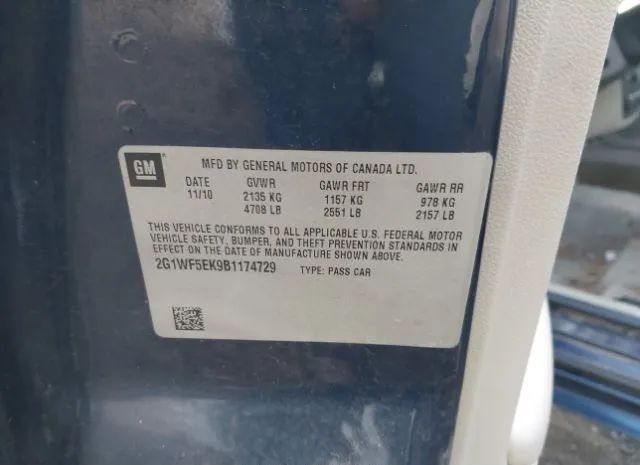 GM
MFD BY GENERAL MOTORS OF CANADA LTD.
DATE GVWR GAWR FRT GAWR RR
11/10 2135 KG 1157 KG 978 KG
4708 LB 2551 LB 2157 LB
THIS VEHICLE CONFORMS TO ALL APPLICABLE U.S. FEDERAL MOTOR
VEHICLE SAFETY, BUMPER, AND THEFT PREVENTION STANDARDS IN
EFFECT ON THE DATE OF MANUFACTURE SHOWN ABOVE.
2G1WF5EK9B1174729 TYPE: PASS CAR